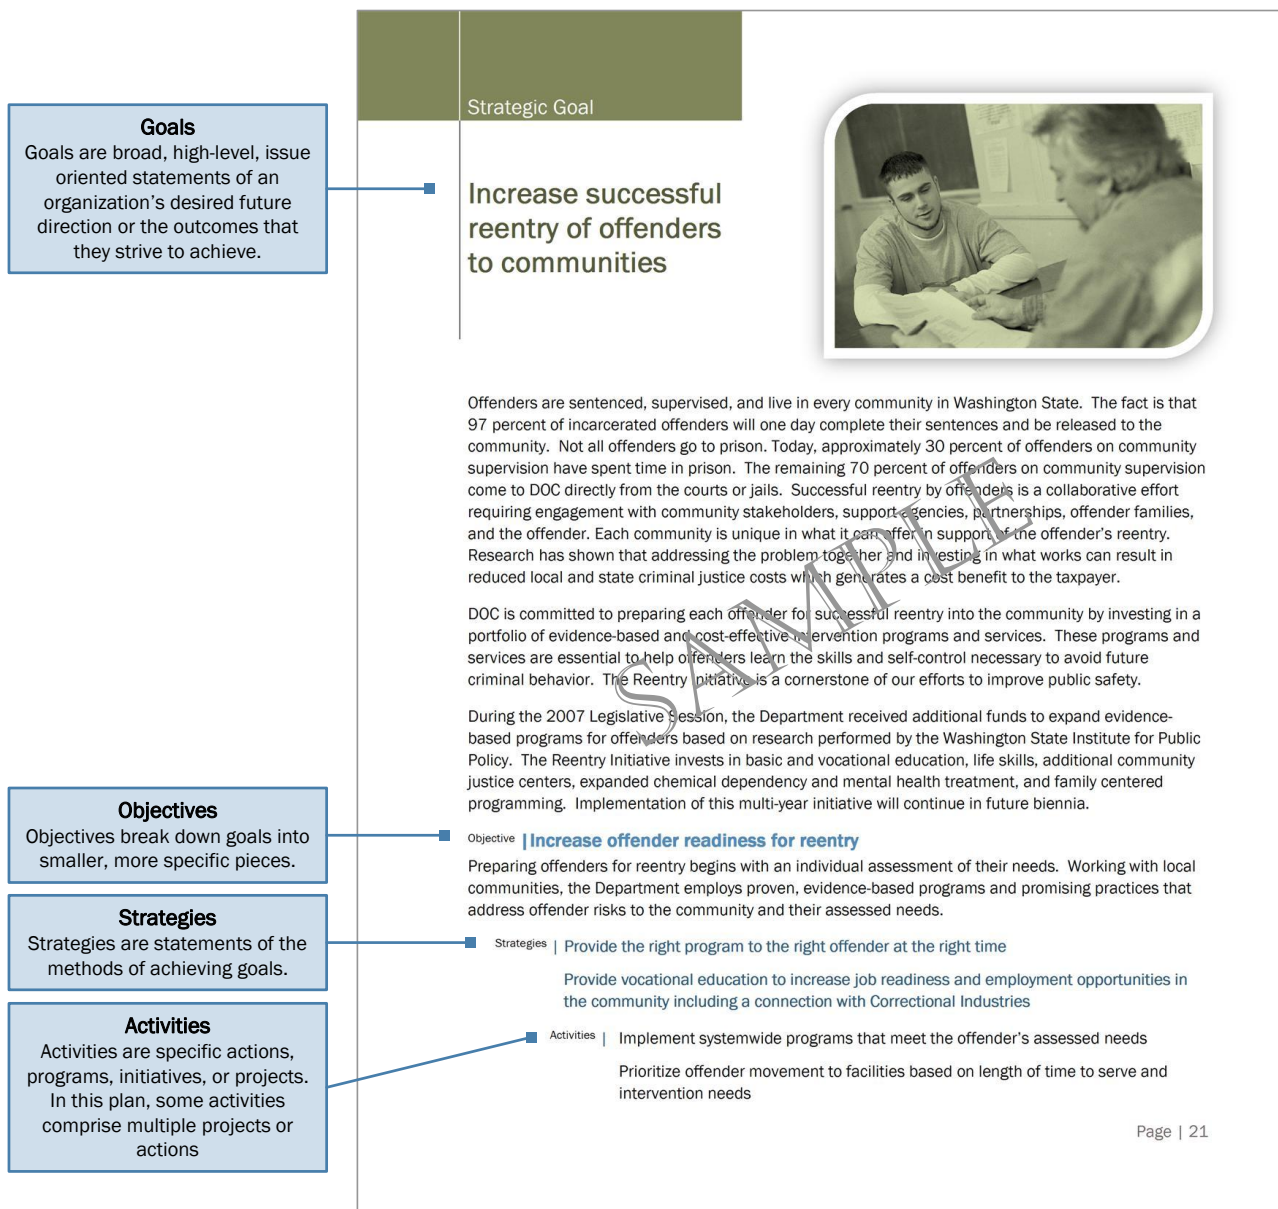 Goals
Goals are broad, high-level, issue
oriented statements of an
organization's desired future
direction or the outcomes that
they strive to achieve.
Strategic Goal
Increase successful
reentry of offenders
to communities
Offenders are sentenced, supervised, and live in every community in Washington State.  The fact is that
97 percent of incarcerated offenders will one day complete their sentences and be released to the
community.  Not all offenders go to prison. Today, approximately 30 percent of offenders on community
supervision have spent time in prison.  The remaining 70 percent of offenders on community supervision
come to DOC directly from the courts or jails.  Successful reentry by offenders is a collaborative effort
requiring engagement with community stakeholders, support agencies, partnerships, offender families,
and the offender. Each community is unique in what it can offer in support of the offender's reentry.
Research has shown that addressing the problem together and investing in what works can result in
reduced local and state criminal justice costs which generates a cost benefit to the taxpayer.
DOC is committed to preparing each offender for successful reentry into the community by investing in a
portfolio of evidence-based and cost-effective intervention programs and services.  These programs and
services are essential to help offenders learn the skills and self-control necessary to avoid future
criminal behavior.  The Reentry Initiative is a cornerstone of our efforts to improve public safety.
During the 2007 Legislative Session, the Department received additional funds to expand evidence-
based programs for offenders based on research performed by the Washington State Institute for Public
Policy.  The Reentry Initiative invests in basic and vocational education, life skills, additional community
justice centers, expanded chemical dependency and mental health treatment, and family centered
programming.  Implementation of this multi-year initiative will continue in future biennia.
SAMPLE
Objectives
Objectives break down goals into
smaller, more specific pieces.
Objective | Increase offender readiness for reentry
Preparing offenders for reentry begins with an individual assessment of their needs.  Working with local
communities, the Department employs proven, evidence-based programs and promising practices that
address offender risks to the community and their assessed needs.
Strategies
Strategies are statements of the
methods of achieving goals.
Strategies | Provide the right program to the right offender at the right time
Provide vocational education to increase job readiness and employment opportunities in
the community including a connection with Correctional Industries
Activities
Activities are specific actions,
programs, initiatives, or projects.
In this plan, some activities
comprise multiple projects or
actions
Activities | Implement systemwide programs that meet the offender's assessed needs
Prioritize offender movement to facilities based on length of time to serve and
intervention needs
Page | 21